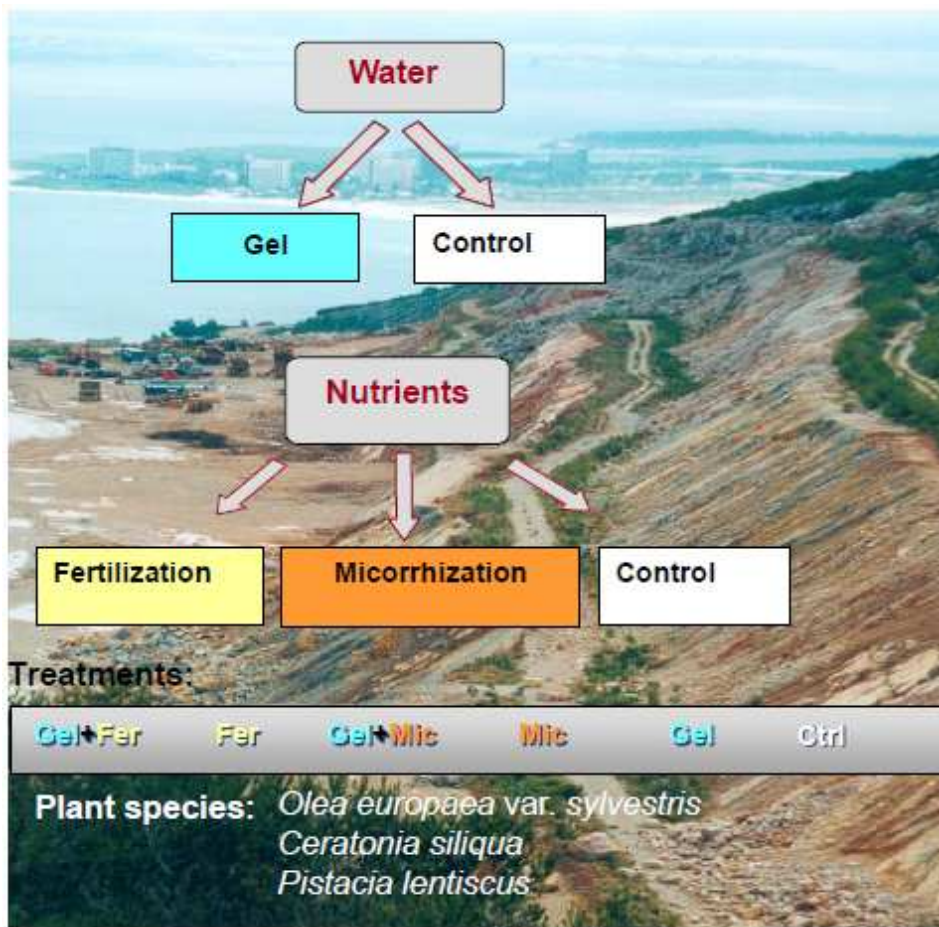 Water
Gel Control
Nutrients
Fertilization Micorrhization Control
Treatments:
Gel+Fer Fer Gel+Mic Mic Gel Ctrl
Plant species: Olea europaea var. sylvestris
Ceratonia siliqua
Pistacia lentiscus